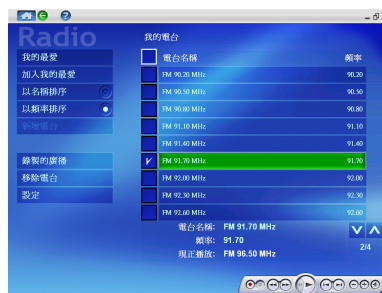 Radio
我的電台
我的最愛
加入我的最愛
以名稱排序
以頻率排序
新增電台
錄製的廣播
移除電台
設定
電台名稱 頻率
FM 90.20 MHz 90.20
FM 90.50 MHz 90.50
FM 90.80 MHz 90.80
FM 91.10 MHz 91.10
FM 91.40 MHz 91.40
FM 91.70 MHz 91.70
FM 92.00 MHz 92.00
FM 92.30 MHz 92.30
FM 92.60 MHz 92.60
電台名稱: FM 91.70 MHz
頻率: 91.70
現正播放: FM 96.50 MHz
2/4